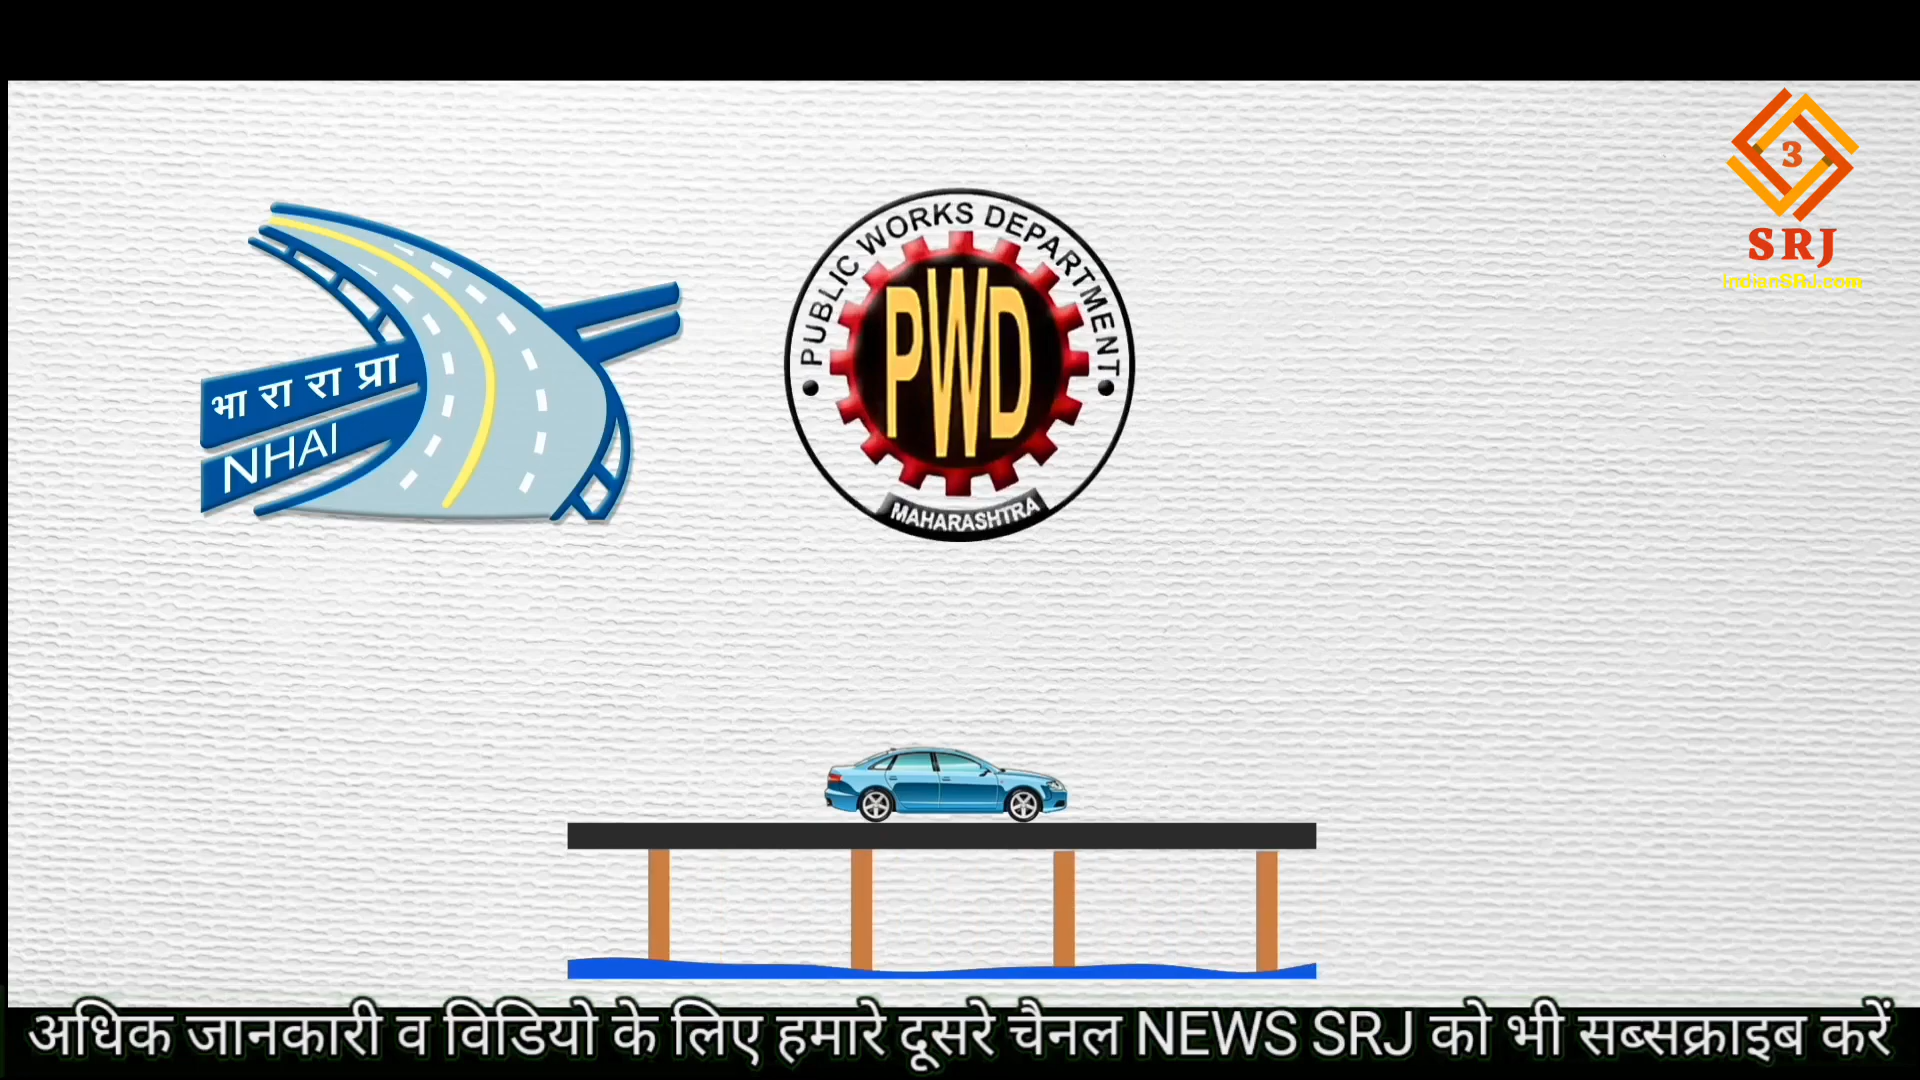 भा रा रा प्रा
NHAI
PUBLIC WORKS DEPARTMENT
PWD
MAHARASHTRA
3
SRJ
IndianSRJ.com
अधिक जानकारी व विडियो के लिए हमारे दूसरे चैनल NEWS SRJ को भी सब्सक्राइब करें